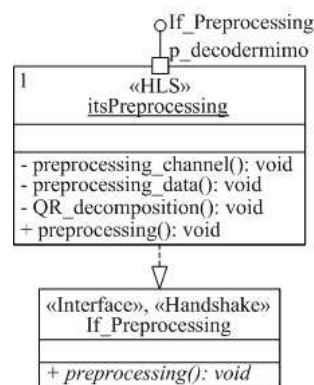 If_Preprocessing
p_decodermimo
1
«HLS»
itsPreprocessing
- preprocessing_channel(): void
- preprocessing_data(): void
- QR_decomposition(): void
+ preprocessing(): void
«Interface», «Handshake»
If_Preprocessing
+ preprocessing(): void